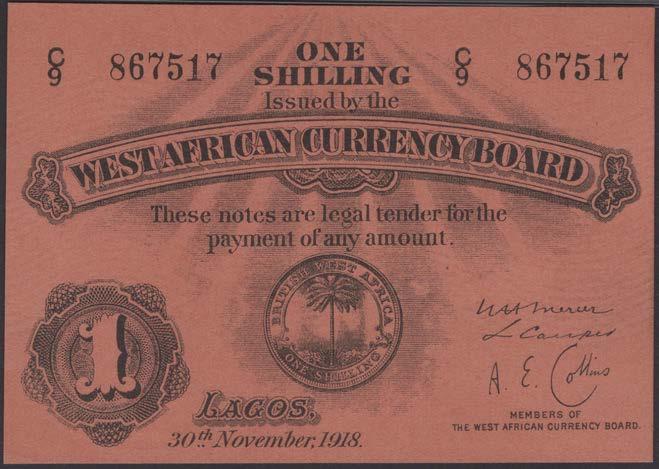 C/9 867517 ONE C/9 867517
SHILLING
Issued by the
WEST AFRICAN CURRENCY BOARD
These notes are legal tender for the
payment of any amount.
BRITISH WEST AFRICA
ONE SHILLING
1
A. E. Collins
LAGOS,
30th November, 1918.
MEMBERS OF
THE WEST AFRICAN CURRENCY BOARD.